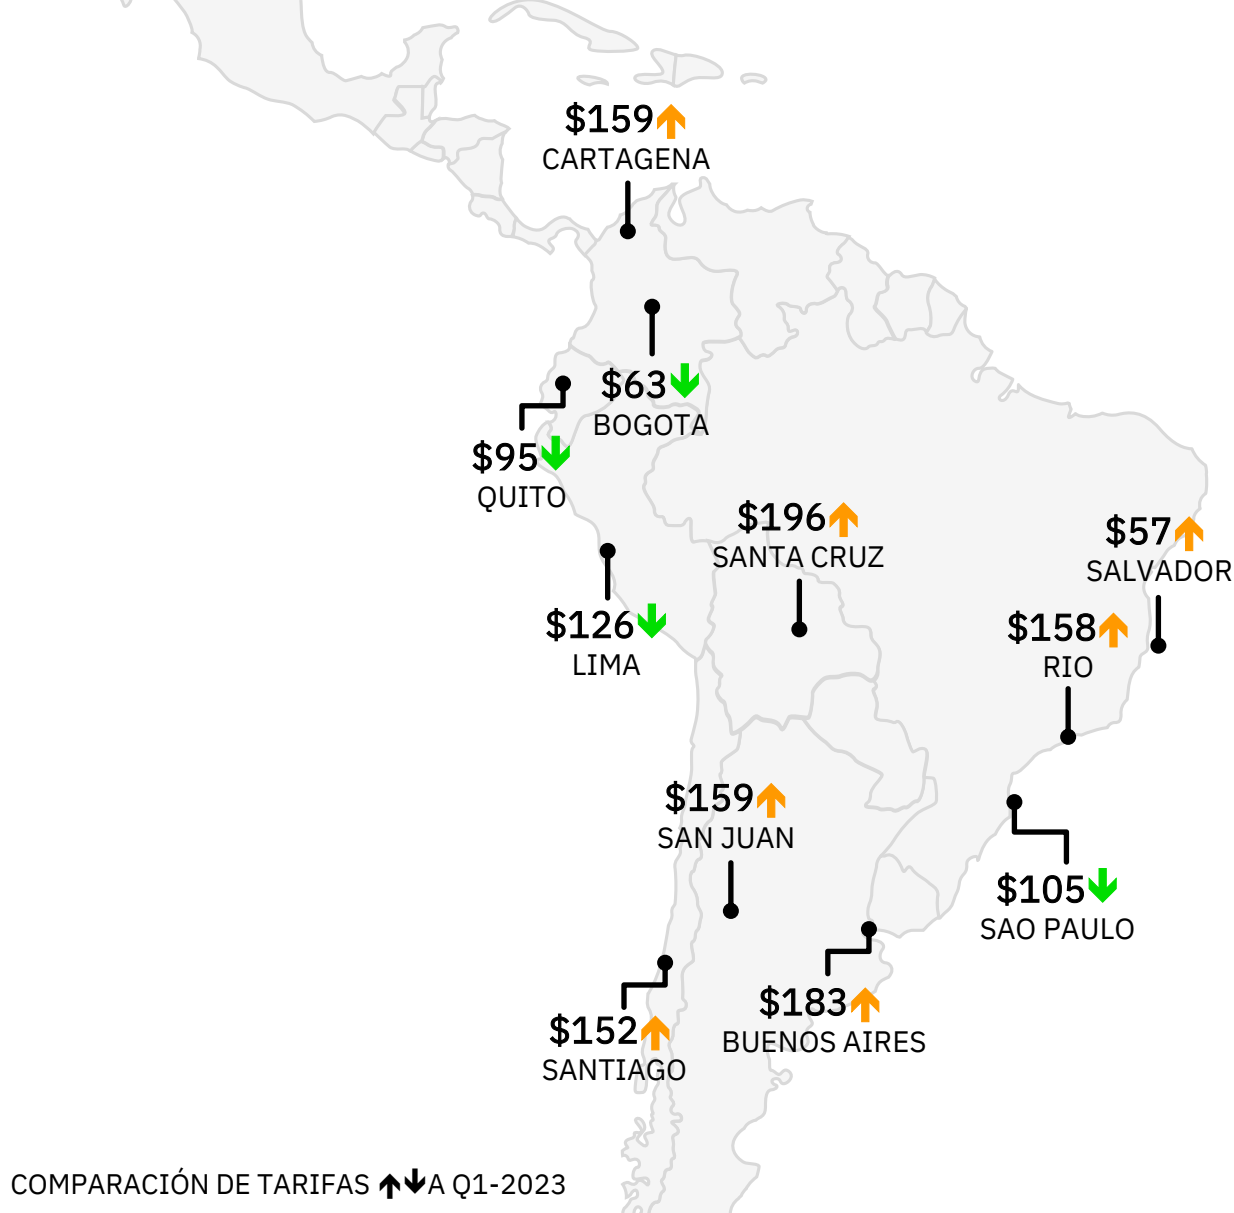 $159
CARTAGENA
$63
BOGOTA
$95
QUITO
$196
SANTA CRUZ
$57
SALVADOR
$126
LIMA
$158
RIO
$159
SAN JUAN
$105
SAO PAULO
$183
BUENOS AIRES
$152
SANTIAGO
COMPARACIÓN DE TARIFAS ↑↓A Q1-2023